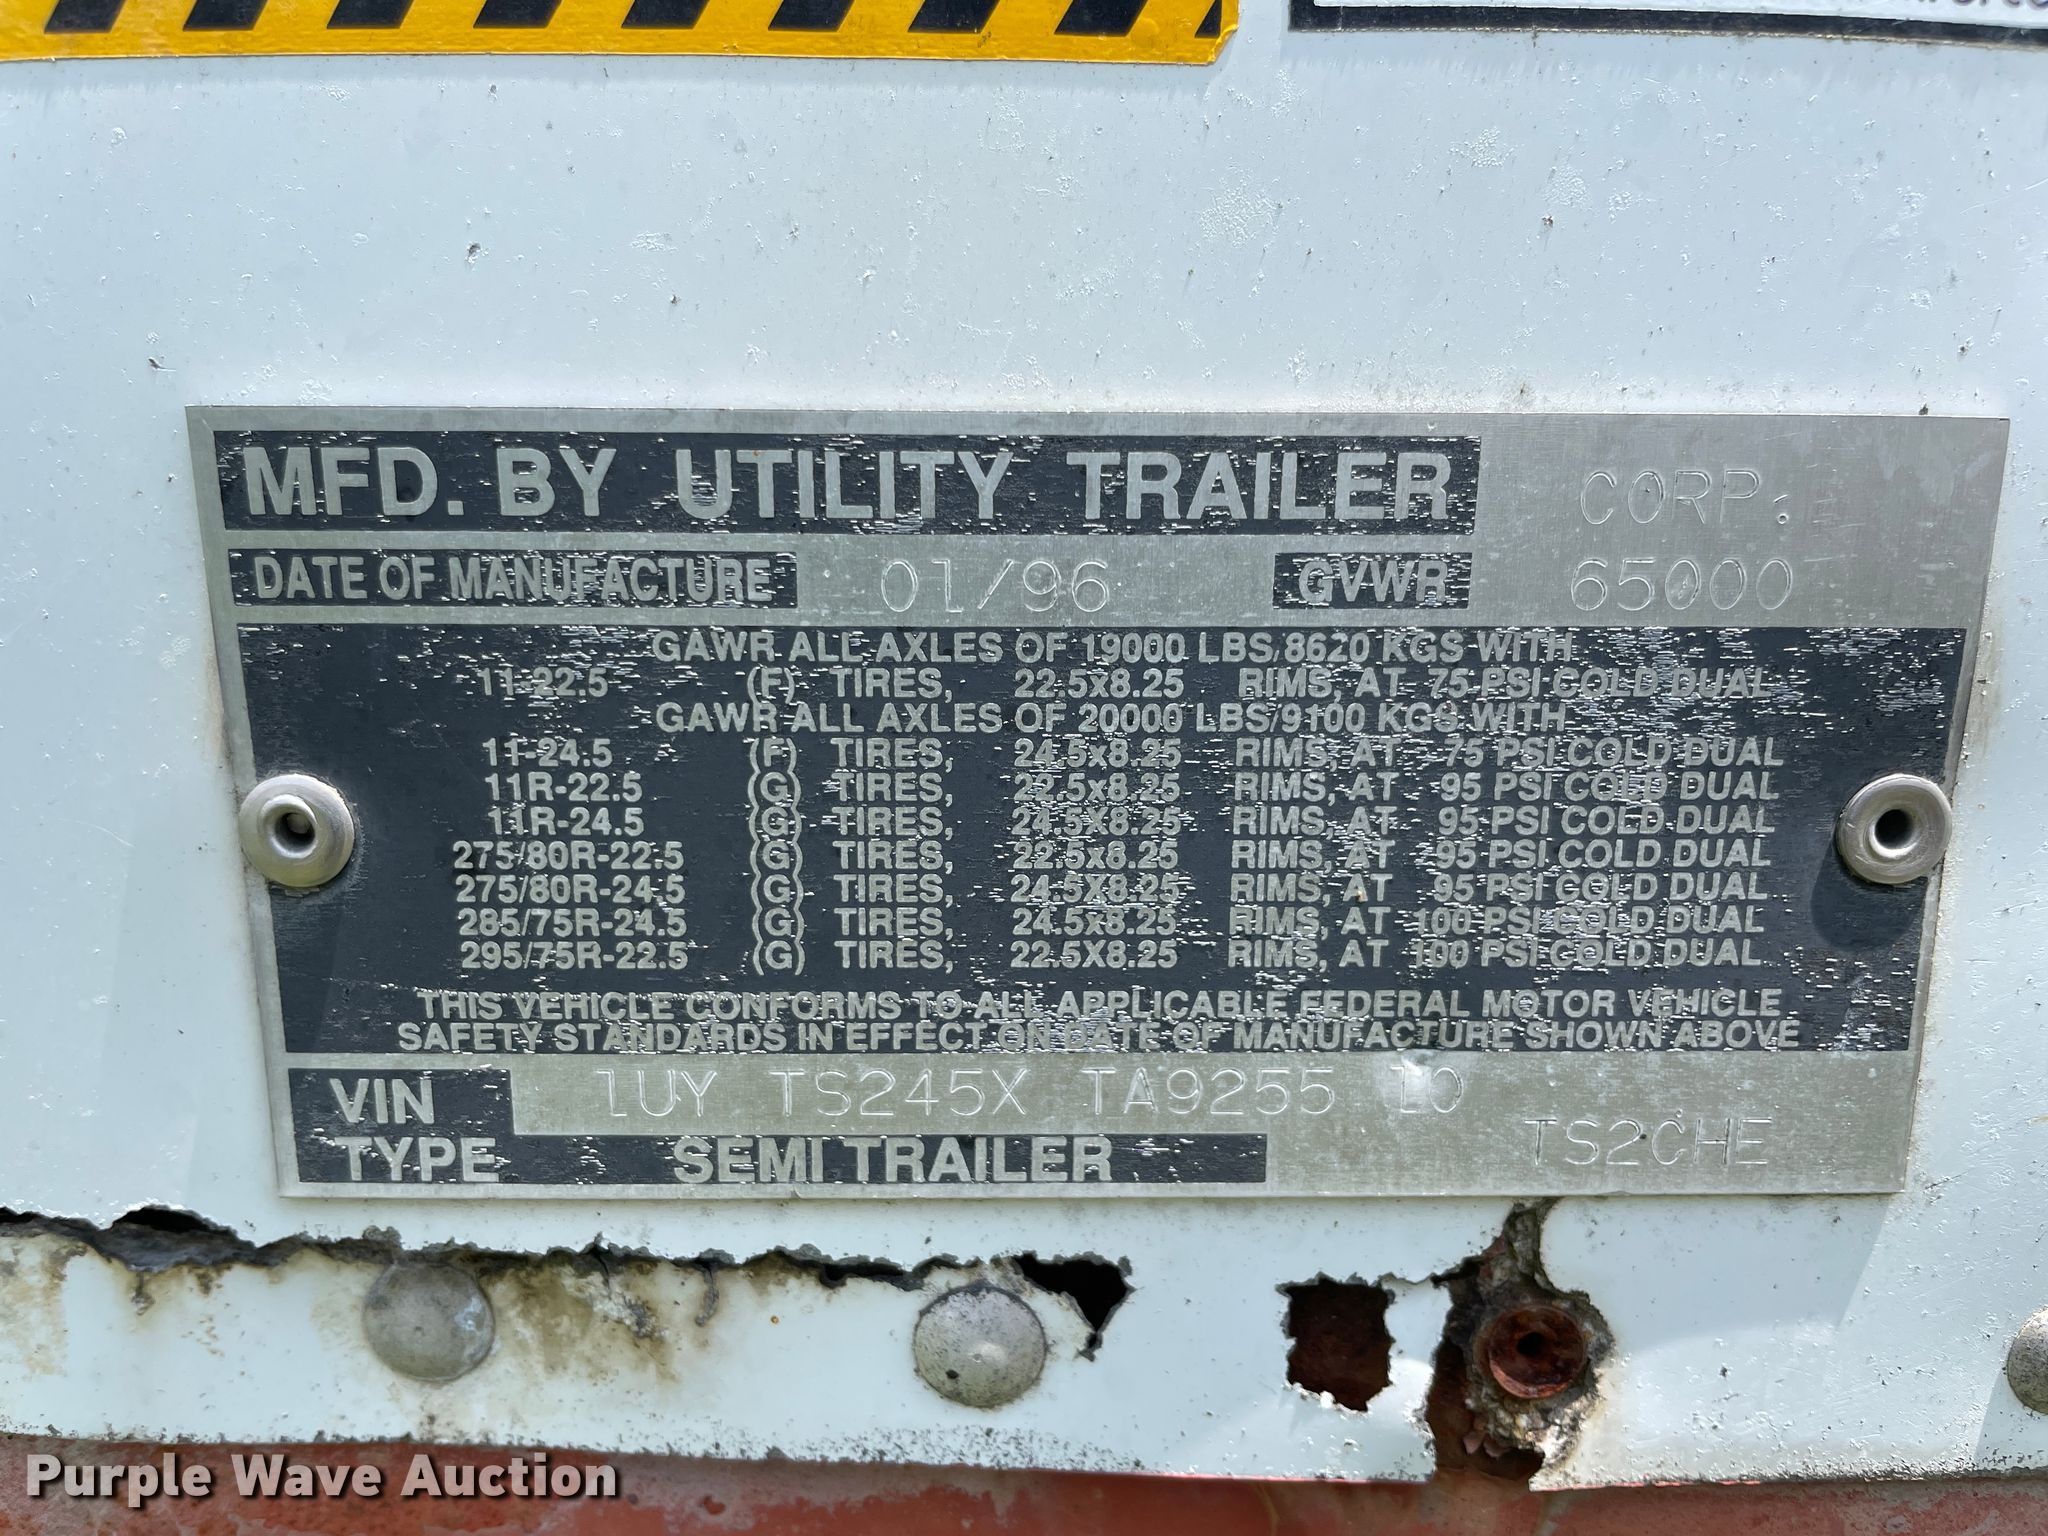 MFD. BY UTILITY TRAILER CORP.
DATE OF MANUFACTURE 01/96 GVWR 65000
GAWR ALL AXLES OF 19000 LBS/8620 KGS WITH
11-22.5 (F) TIRES, 22.5x8.25 RIMS, AT 75 PSI COLD DUAL
GAWR ALL AXLES OF 20000 LBS/9100 KGS WITH
11-24.5 (F) TIRES, 24.5x8.25 RIMS, AT 75 PSI COLD DUAL
11R-22.5 (G) TIRES, 22.5x8.25 RIMS, AT 95 PSI COLD DUAL
11R-24.5 (G) TIRES, 24.5X8.25 RIMS, AT 95 PSI COLD DUAL
275/80R-22.5 (G) TIRES, 22.5x8.25 RIMS, AT 95 PSI COLD DUAL
275/80R-24.5 (G) TIRES, 24.5X8.25 RIMS, AT 95 PSI COLD DUAL
285/75R-24.5 (G) TIRES, 24.5x8.25 RIMS, AT 100 PSI COLD DUAL
295/75R-22.5 (G) TIRES, 22.5X8.25 RIMS, AT 100 PSI COLD DUAL
THIS VEHICLE CONFORMS TO ALL APPLICABLE FEDERAL MOTOR VEHICLE
SAFETY STANDARDS IN EFFECT ON DATE OF MANUFACTURE SHOWN ABOVE
VIN 1UY TS245X TA9255 10
TYPE SEMI TRAILER TS2CHE
Purple Wave Auction